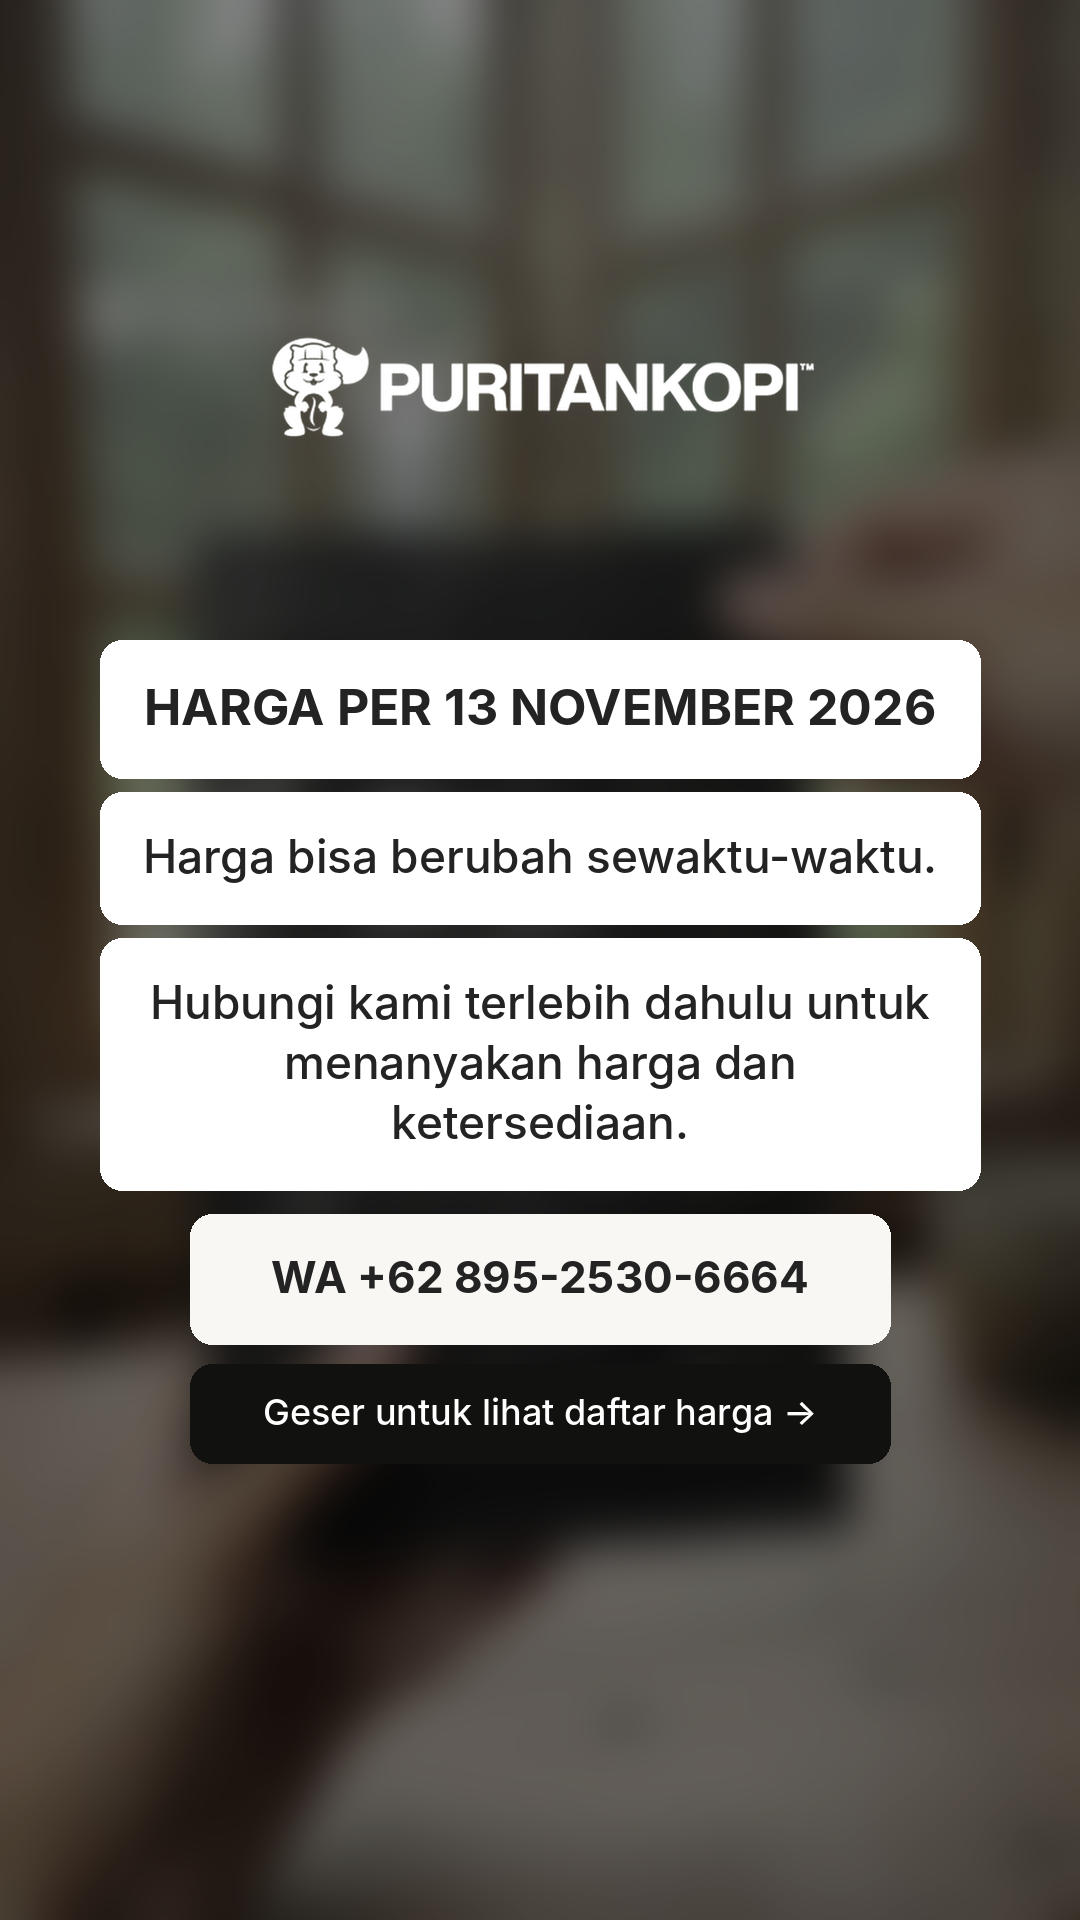 PURITANKOPI™
HARGA PER 13 NOVEMBER 2026
Harga bisa berubah sewaktu-waktu.
Hubungi kami terlebih dahulu untuk
menanyakan harga dan
ketersediaan.
WA +62 895-2530-6664
Geser untuk lihat daftar harga →